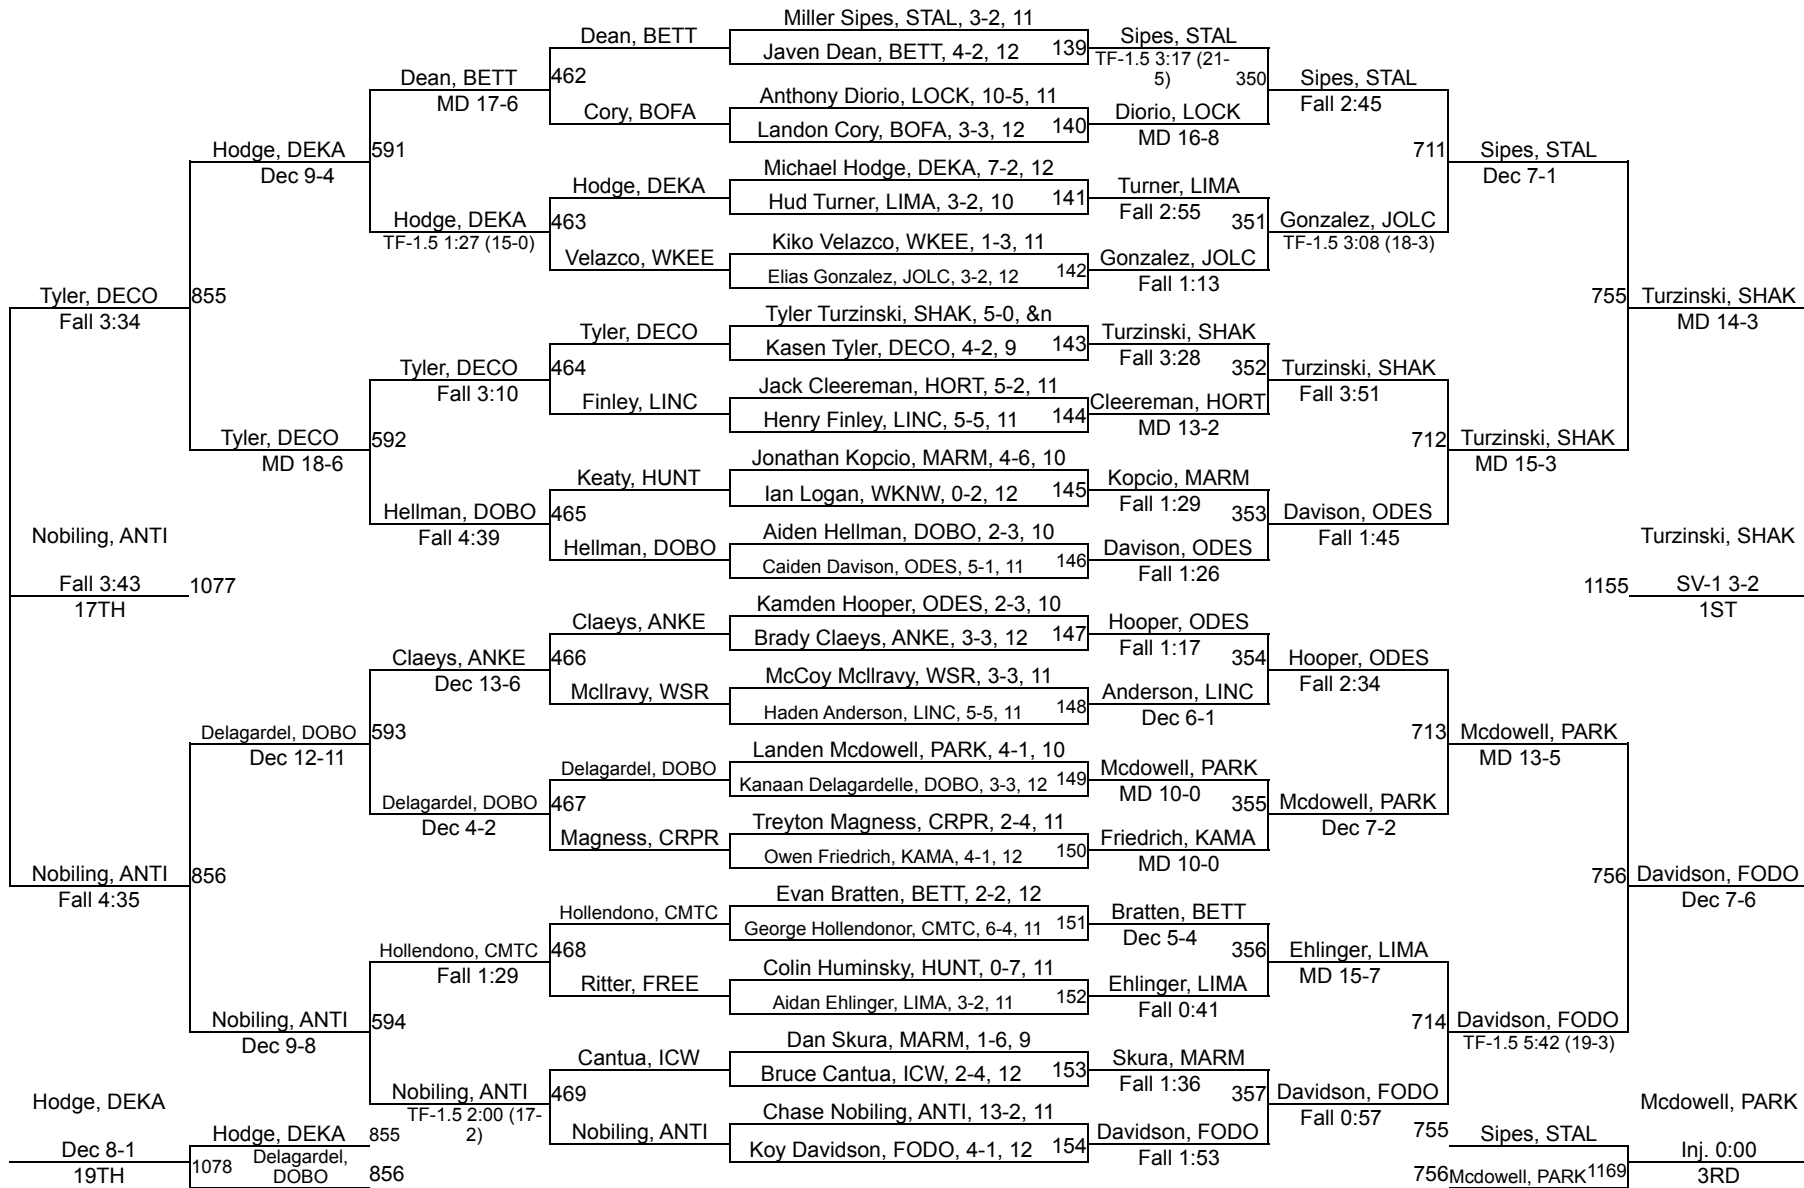 Miller Sipes, STAL, 3-2, 11
Dean, BETT
Sipes, STAL
Javen Dean, BETT, 4-2, 12
139
TF-1.5 3:17 (21-
5)
350
Dean, BETT
462
Sipes, STAL
MD 17-6
Fall 2:45
Anthony Diorio, LOCK, 10-5, 11
Cory, BOFA
Diorio, LOCK
Landon Cory, BOFA, 3-3, 12
140
MD 16-8
Hodge, DEKA
591
711
Sipes, STAL
Dec 9-4
Dec 7-1
Michael Hodge, DEKA, 7-2, 12
Hodge, DEKA
Turner, LIMA
Hud Turner, LIMA, 3-2, 10
141
Fall 2:55
Hodge, DEKA
463
351
Gonzalez, JOLC
TF-1.5 1:27 (15-0)
TF-1.5 3:08 (18-3)
Kiko Velazco, WKEE, 1-3, 11
Velazco, WKEE
Gonzalez, JOLC
Elias Gonzalez, JOLC, 3-2, 12
142
Fall 1:13
Tyler, DECO
855
755
Turzinski, SHAK
Fall 3:34
MD 14-3
Tyler Turzinski, SHAK, 5-0, &n
Tyler, DECO
Turzinski, SHAK
Kasen Tyler, DECO, 4-2, 9
143
Fall 3:28
Tyler, DECO
464
352
Turzinski, SHAK
Fall 3:10
Fall 3:51
Jack Cleereman, HORT, 5-2, 11
Finley, LINC
Cleereman, HORT
Henry Finley, LINC, 5-5, 11
144
MD 13-2
Tyler, DECO
592
712
Turzinski, SHAK
MD 18-6
MD 15-3
Jonathan Kopcio, MARM, 4-6, 10
Keaty, HUNT
Kopcio, MARM
Ian Logan, WKNW, 0-2, 12
145
Fall 1:29
Hellman, DOBO
465
353
Davison, ODES
Fall 4:39
Fall 1:45
Aiden Hellman, DOBO, 2-3, 10
Nobiling, ANTI
Turzinski, SHAK
Hellman, DOBO
Davison, ODES
Caiden Davison, ODES, 5-1, 11
146
Fall 1:26
Fall 3:43
1077
1155
SV-1 3-2
17TH
1ST
Kamden Hooper, ODES, 2-3, 10
Claeys, ANKE
Hooper, ODES
Brady Claeys, ANKE, 3-3, 12
147
Fall 1:17
Claeys, ANKE
466
354
Hooper, ODES
Dec 13-6
Fall 2:34
McCoy McIlravy, WSR, 3-3, 11
McIlravy, WSR
Anderson, LINC
Haden Anderson, LINC, 5-5, 11
148
Dec 6-1
Delagardel, DOBO
593
713
Mcdowell, PARK
Dec 12-11
MD 13-5
Landen Mcdowell, PARK, 4-1, 10
Delagardel, DOBO
Mcdowell, PARK
Kanaan Delagardelle, DOBO, 3-3, 12
149
MD 10-0
Delagardel, DOBO
467
355
Mcdowell, PARK
Dec 4-2
Dec 7-2
Treyton Magness, CRPR, 2-4, 11
Magness, CRPR
Friedrich, KAMA
Owen Friedrich, KAMA, 4-1, 12
150
MD 10-0
Nobiling, ANTI
856
756
Davidson, FODO
Fall 4:35
Dec 7-6
Evan Bratten, BETT, 2-2, 12
Hollendono, CMTC
Bratten, BETT
George Hollendonor, CMTC, 6-4, 11
151
Dec 5-4
Hollendono, CMTC
468
356
Ehlinger, LIMA
Fall 1:29
MD 15-7
Colin Huminsky, HUNT, 0-7, 11
Ritter, FREE
Ehlinger, LIMA
Aidan Ehlinger, LIMA, 3-2, 11
152
Fall 0:41
Nobiling, ANTI
594
714
Davidson, FODO
Dec 9-8
TF-1.5 5:42 (19-3)
Dan Skura, MARM, 1-6, 9
Cantua, ICW
Skura, MARM
Bruce Cantua, ICW, 2-4, 12
153
Fall 1:36
Nobiling, ANTI
469
357
Davidson, FODO
TF-1.5 2:00 (17-
2)
Fall 0:57
Hodge, DEKA
Mcdowell, PARK
Chase Nobiling, ANTI, 13-2, 11
Nobiling, ANTI
Davidson, FODO
Koy Davidson, FODO, 4-1, 12
154
Fall 1:53
Hodge, DEKA
855
755
Sipes, STAL
Dec 8-1
Inj. 0:00
19TH
1078
Delagardel,
DOBO
856
756
Mcdowell, PARK
1169
3RD